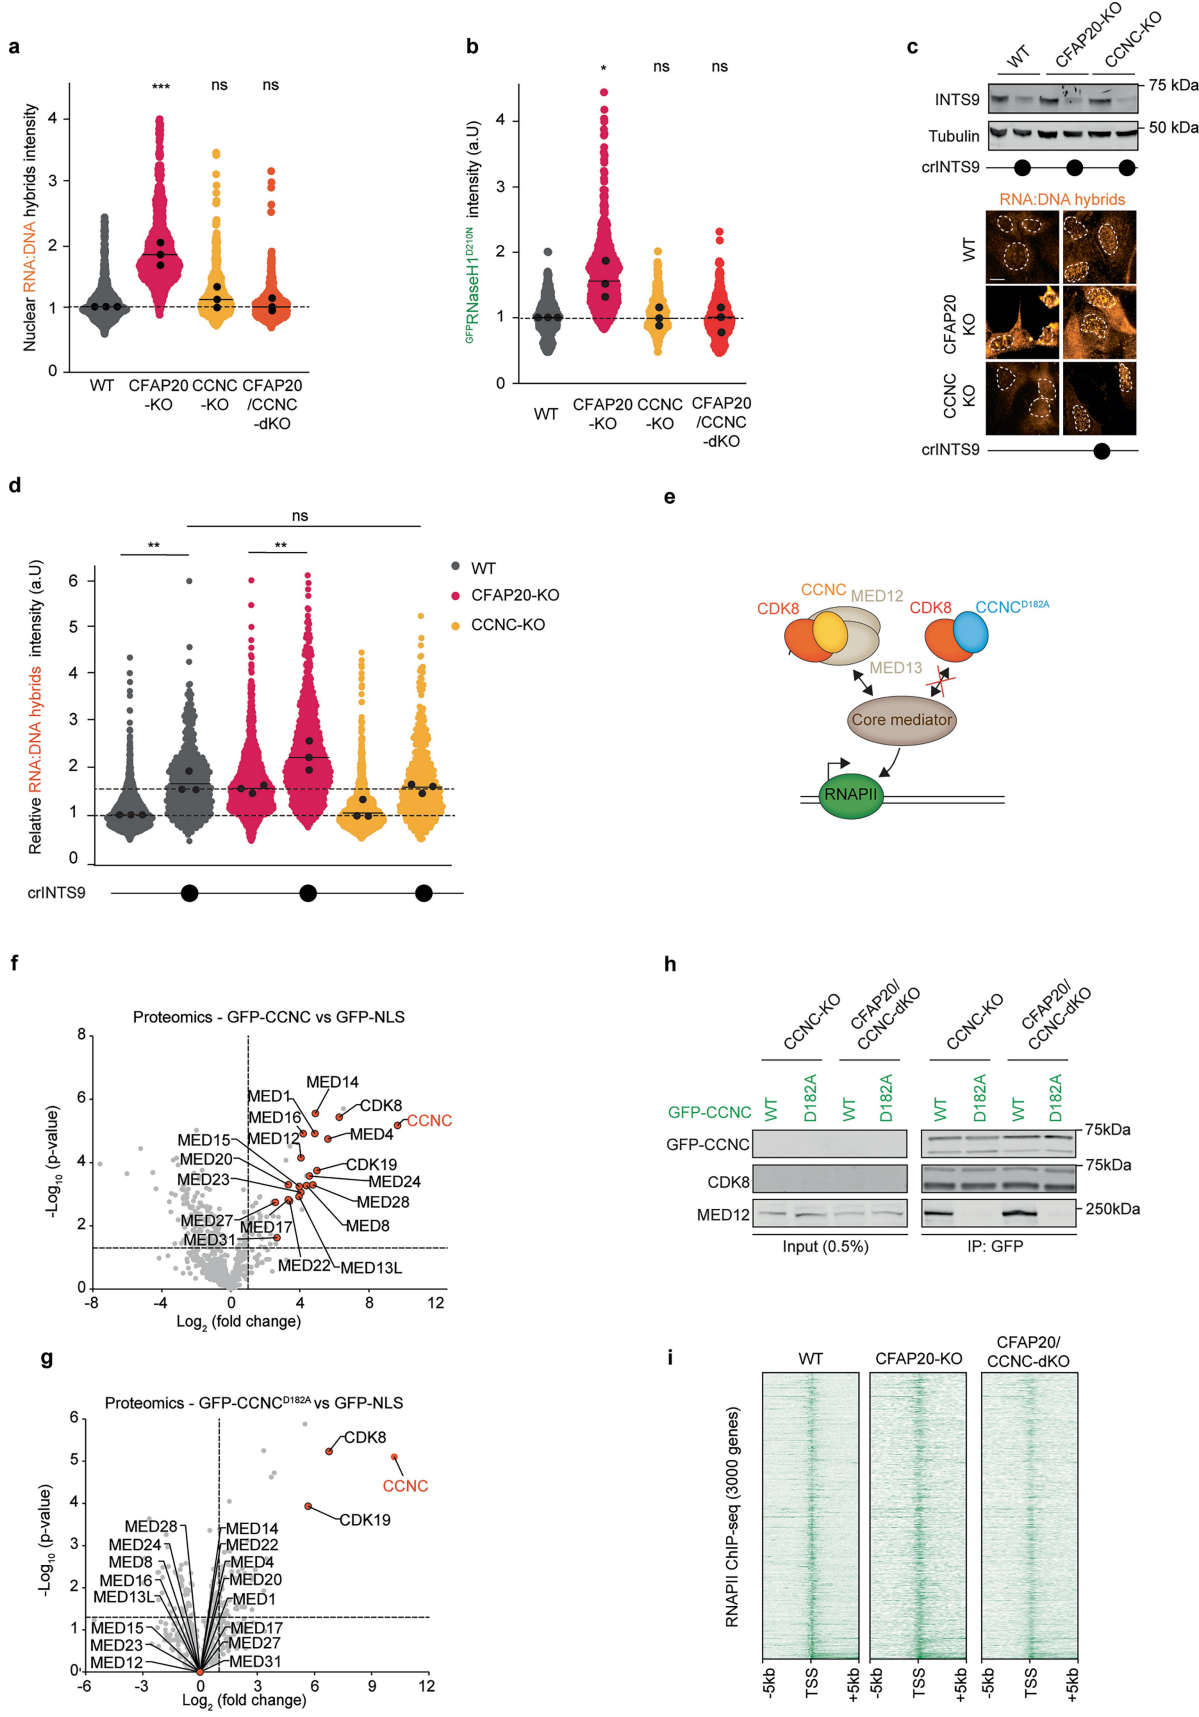 a
Nuclear RNA:DNA hybrids intensity
4
3
2
1
0
*** ns ns
WT CFAP20 CCNC CFAP20
-KO -KO /CCNC
-dKO
b
GFPRNaseH1D210N intensity (a.U)
4
3
2
1
0
* ns ns
WT CFAP20 CCNC CFAP20
-KO -KO /CCNC
-dKO
c
WT CFAP20-KO CCNC-KO
INTS9
75 kDa
Tubulin
50 kDa
crINTS9
RNA:DNA hybrids
WT
CFAP20
KO
CCNC
KO
crINTS9
d
Relative RNA:DNA hybrids intensity (a.U)
6
5
4
3
2
1
0
ns
** **
WT
CFAP20-KO
CCNC-KO
crINTS9
e
CCNC
MED12
CDK8
MED13
CDK8
CCNCD182A
Core mediator
RNAPII
f
Proteomics - GFP-CCNC vs GFP-NLS
-Log10 (p-value)
8
6
4
2
0
-8 -4 0 4 8 12
Log2 (fold change)
MED14
MED1
CDK8
CCNC
MED16
MED4
MED12
MED15
MED20
CDK19
MED24
MED23
MED28
MED27
MED17
MED8
MED31
MED22
MED13L
g
Proteomics - GFP-CCNCD182A vs GFP-NLS
-Log10 (p-value)
6
5
4
3
2
1
0
-6 -3 0 3 6 9 12
Log2 (fold change)
CDK8
CCNC
CDK19
MED28
MED14
MED24
MED22
MED8
MED4
MED16
MED20
MED13L
MED1
MED15
MED17
MED23
MED27
MED12
MED31
h
CCNC-KO
CFAP20/
CCNC-dKO
CCNC-KO
CFAP20/
CCNC-dKO
GFP-CCNC WT D182A WT D182A WT D182A WT D182A
GFP-CCNC
75kDa
CDK8
75kDa
MED12
250kDa
Input (0.5%)
IP: GFP
i
WT
CFAP20-KO
CFAP20/
CCNC-dKO
RNAPII ChIP-seq (3000 genes)
-5kb TSS +5kb -5kb TSS +5kb -5kb TSS +5kb